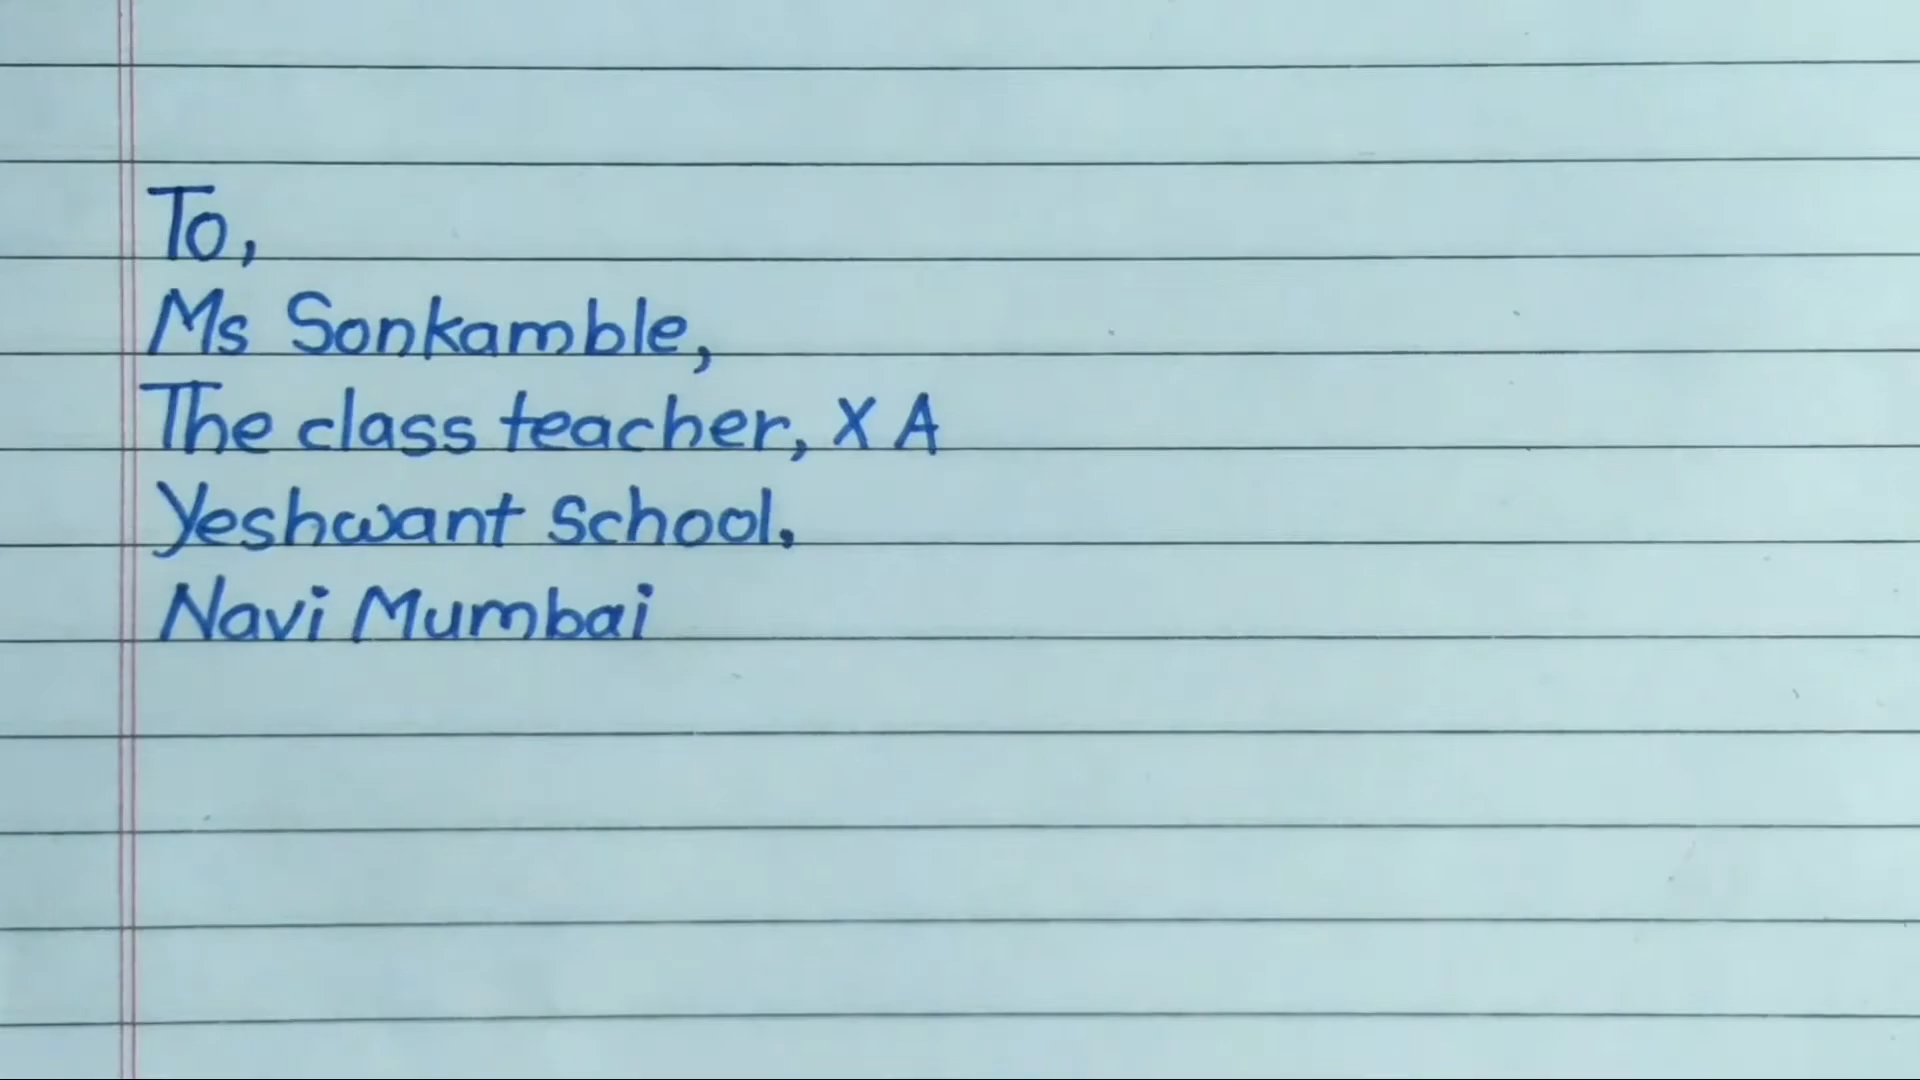 To,
Ms Sonkamble,
The class teacher, X A
Yeshwant School,
Navi Mumbai